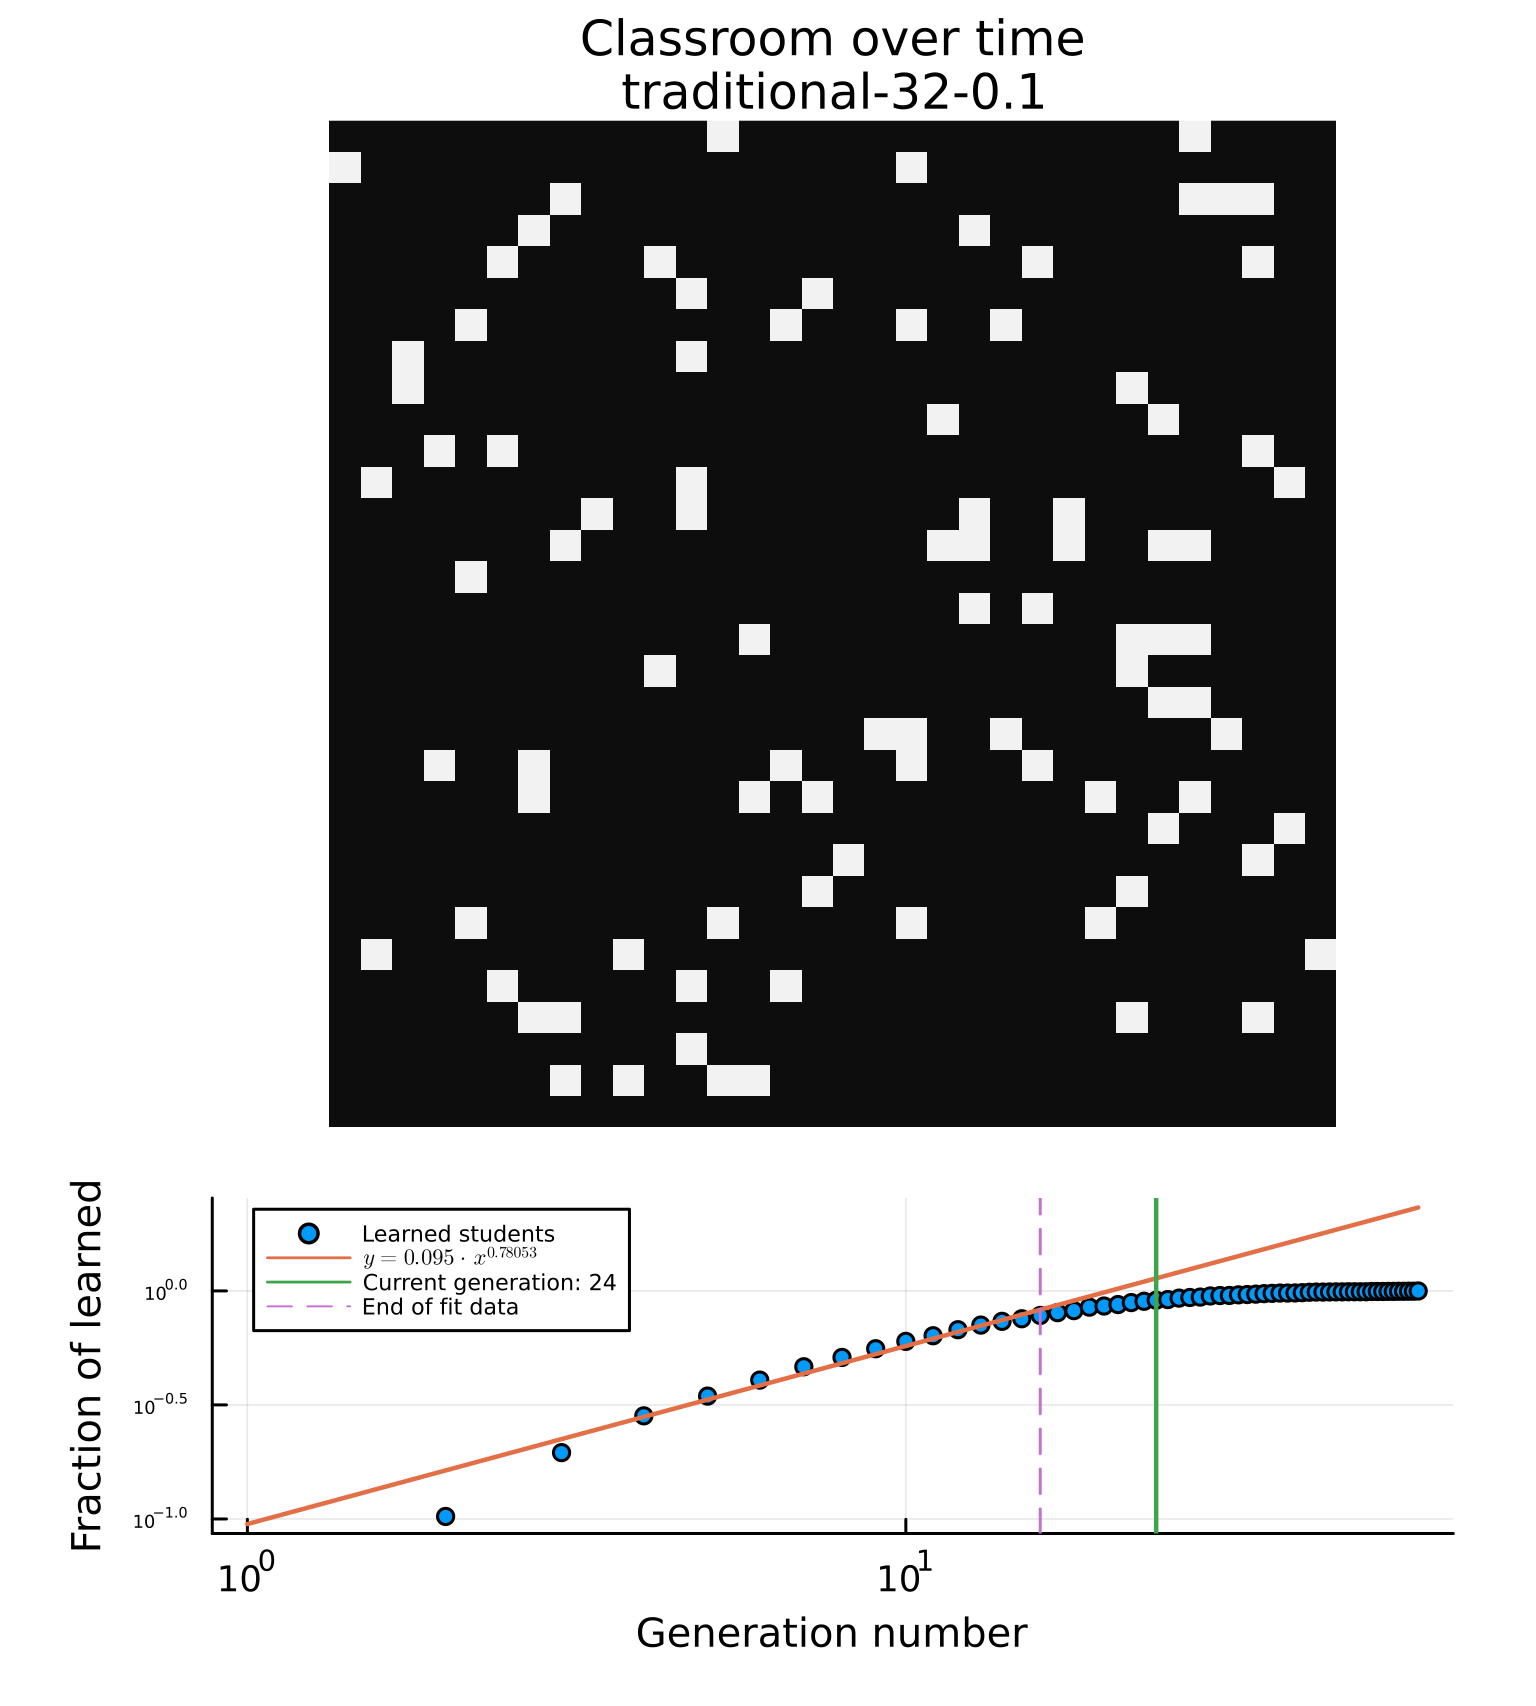 Classroom over time
traditional-32-0.1
Fraction of learned
Learned students
y = 0.095 · x^0.78053
Current generation: 24
End of fit data
10^0.0
10^−0.5
10^−1.0
10^0
10^1
Generation number